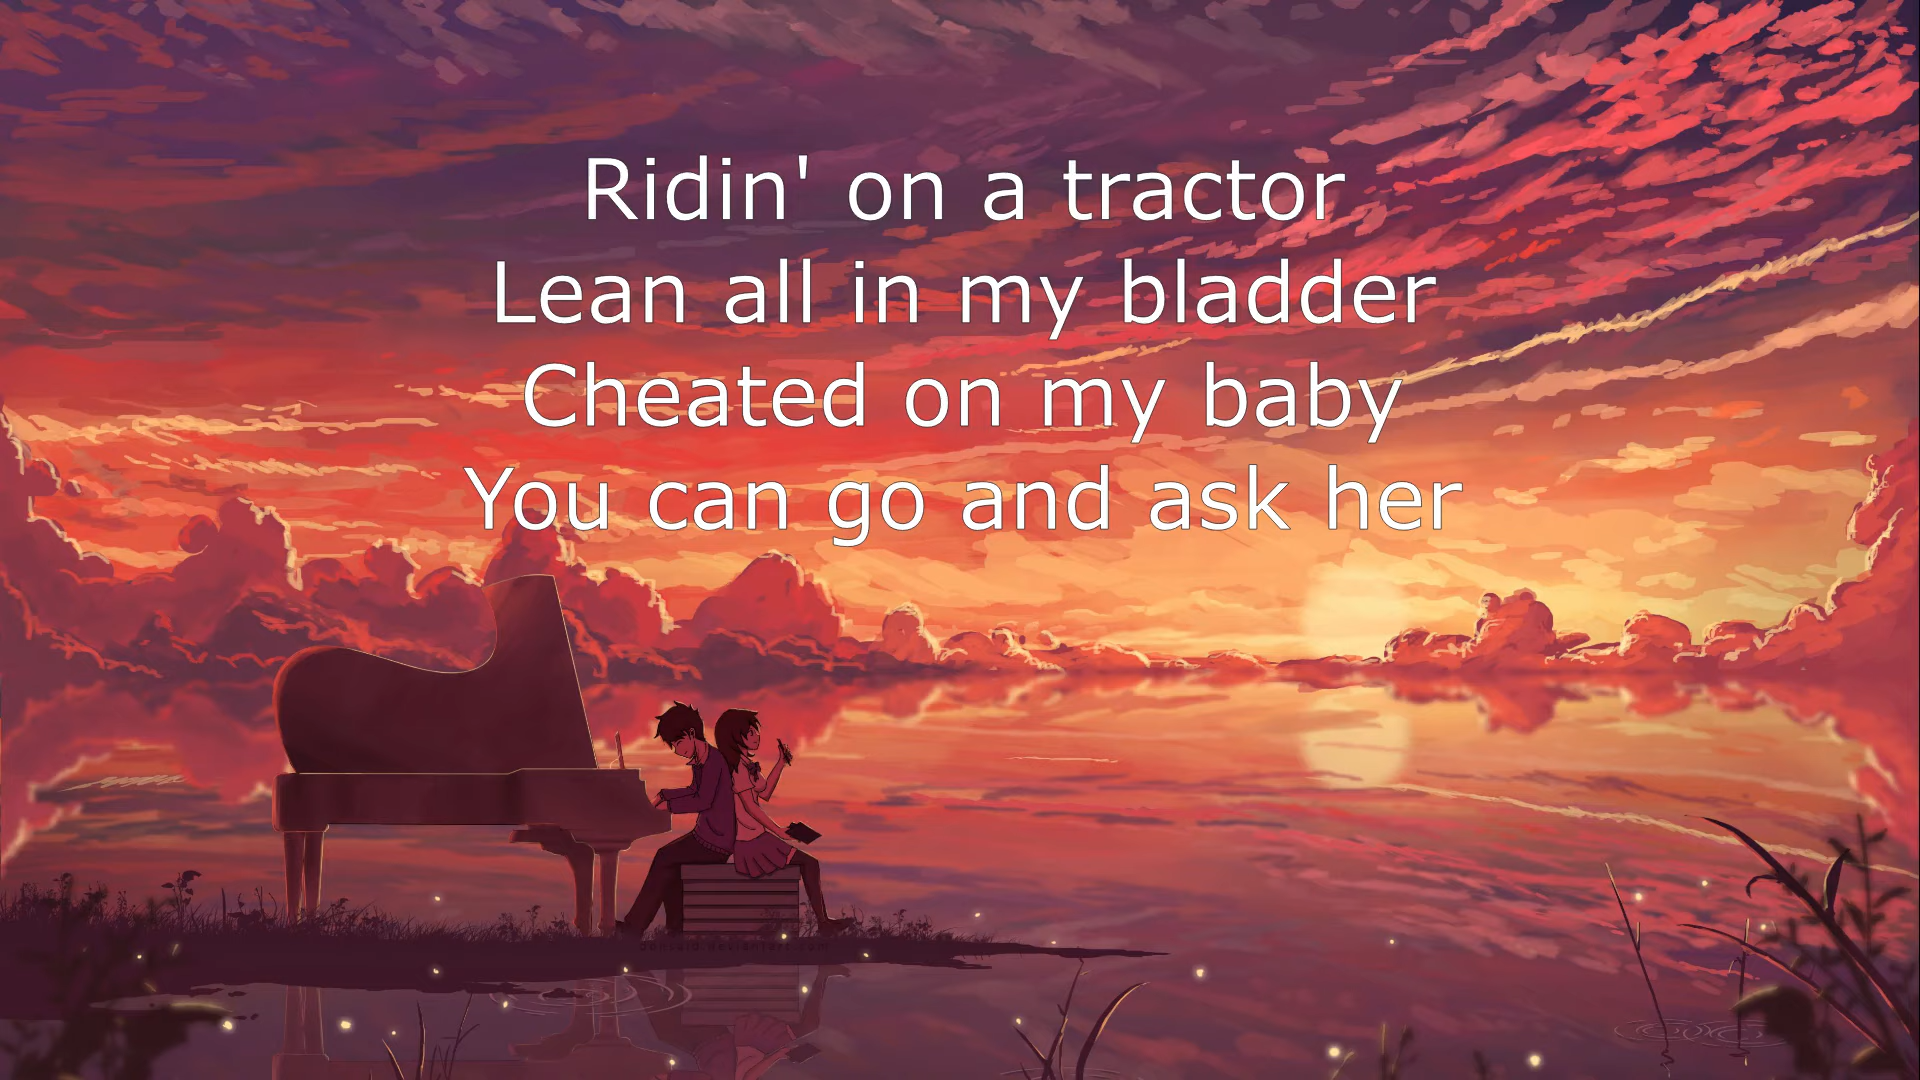 Ridin' on a tractor
Lean all in my bladder
Cheated on my baby
You can go and ask her